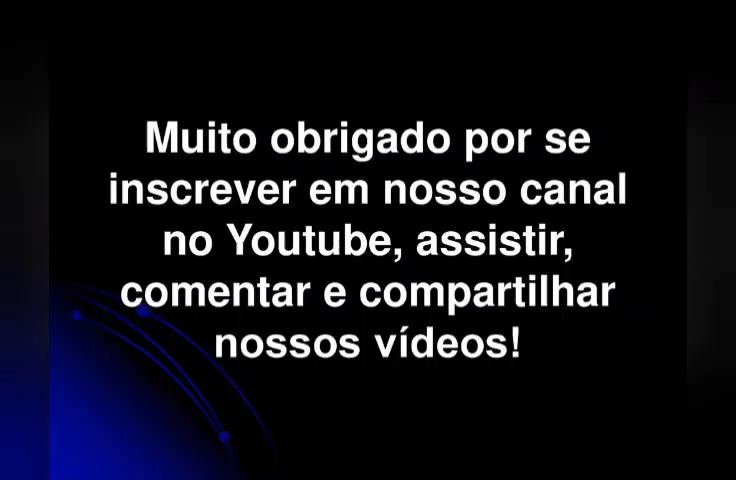 Muito obrigado por se
inscrever em nosso canal
no Youtube, assistir,
comentar e compartilhar
nossos vídeos!